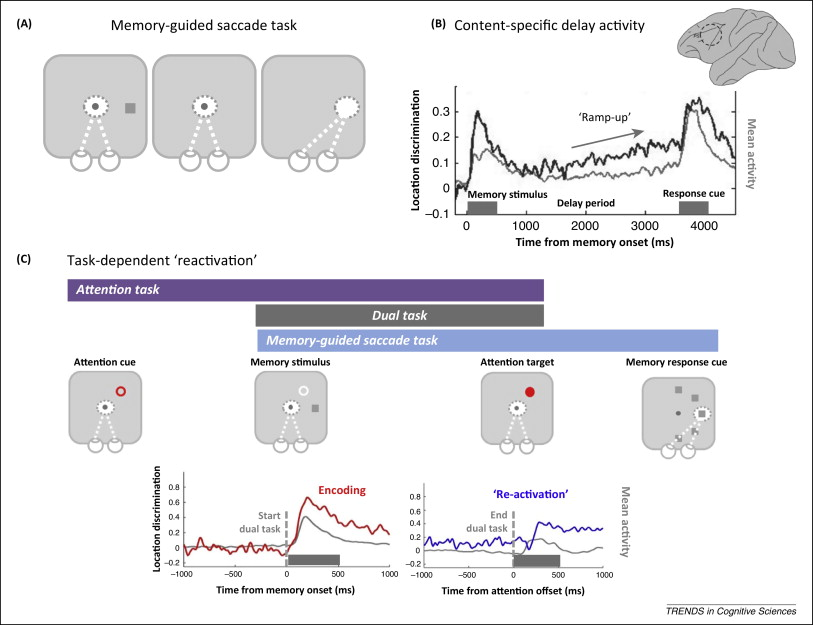 (A)
Memory-guided saccade task
(B)
Content-specific delay activity
Location discrimination
Mean activity
0.4
0.3
0.2
0.1
0
−0.1
‘Ramp-up’
Memory stimulus
Delay period
Response cue
0
1000
2000
3000
4000
Time from memory onset (ms)
(C)
Task-dependent ‘reactivation’
Attention task
Dual task
Memory-guided saccade task
Attention cue
Memory stimulus
Attention target
Memory response cue
Location discrimination
0.8
0.6
0.4
0.2
0
−0.2
Encoding
Start
dual task
−1000
−500
0
500
1000
Time from memory onset (ms)
0.8
0.6
0.4
0.2
0
−0.2
‘Re-activation’
End
dual task
Mean activity
−1000
−500
0
500
1000
Time from attention offset (ms)
TRENDS in Cognitive Sciences